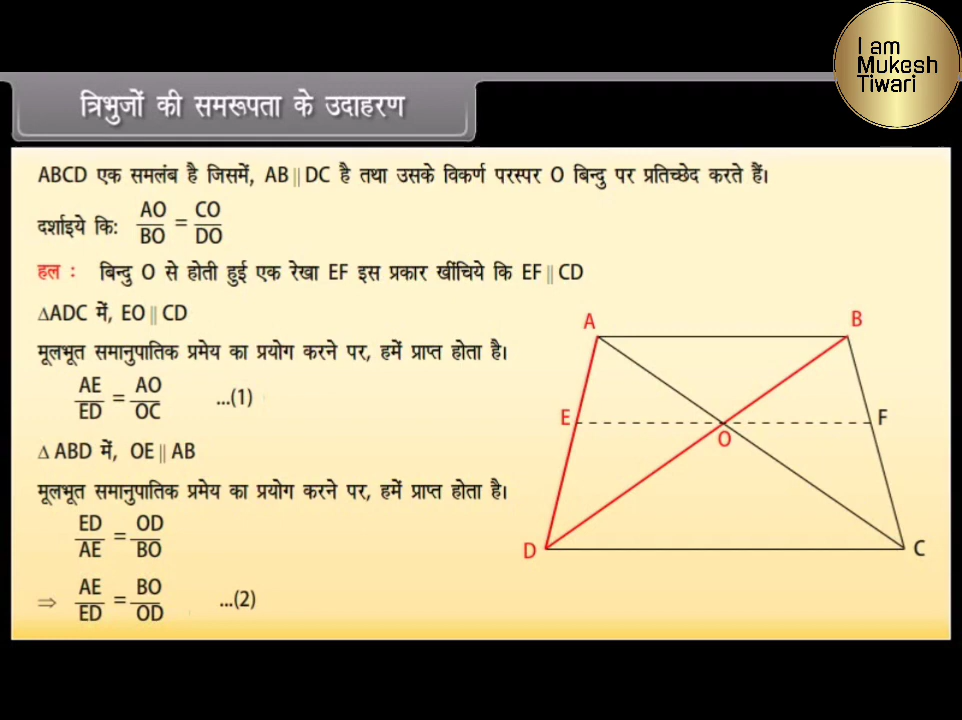 I am
Mukesh
Tiwari
त्रिभुजों की समरूपता के उदाहरण
ABCD एक समलंब है जिसमें, AB || DC है तथा उसके विकर्ण परस्पर O बिन्दु पर प्रतिच्छेद करते हैं।
दर्शाइये कि: AO/BO = CO/DO
हल : बिन्दु O से होती हुई एक रेखा EF इस प्रकार खींचिये कि EF || CD
∆ADC में, EO || CD
मूलभूत समानुपातिक प्रमेय का प्रयोग करने पर, हमें प्राप्त होता है।
AE/ED = AO/OC ...(1)
∆ ABD में, OE || AB
मूलभूत समानुपातिक प्रमेय का प्रयोग करने पर, हमें प्राप्त होता है।
ED/AE = OD/BO
⇒ AE/ED = BO/OD ...(2)
A B
E F
O
D C